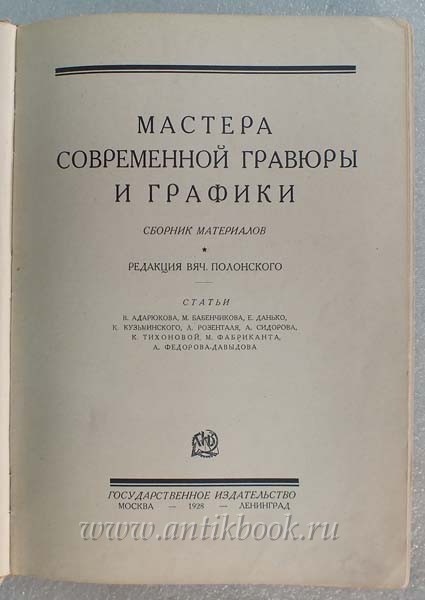 МАСТЕРА
СОВРЕМЕННОЙ ГРАВЮРЫ
И ГРАФИКИ
СБОРНИК МАТЕРИАЛОВ
★
РЕДАКЦИЯ ВЯЧ. ПОЛОНСКОГО
СТАТЬИ
В. АДАРЮКОВА, М. БАБЕНЧИКОВА, Е. ДАНЬКО,
К. КУЗЬМИНСКОГО, Л. РОЗЕНТАЛЯ, А. СИДОРОВА,
К. ТИХОНОВОЙ, М. ФАБРИКАНТА,
А. ФЕДОРОВА-ДАВЫДОВА
ГОСУДАРСТВЕННОЕ ИЗДАТЕЛЬСТВО
МОСКВА — 1928 — ЛЕНИНГРАД
www.antikbook.ru